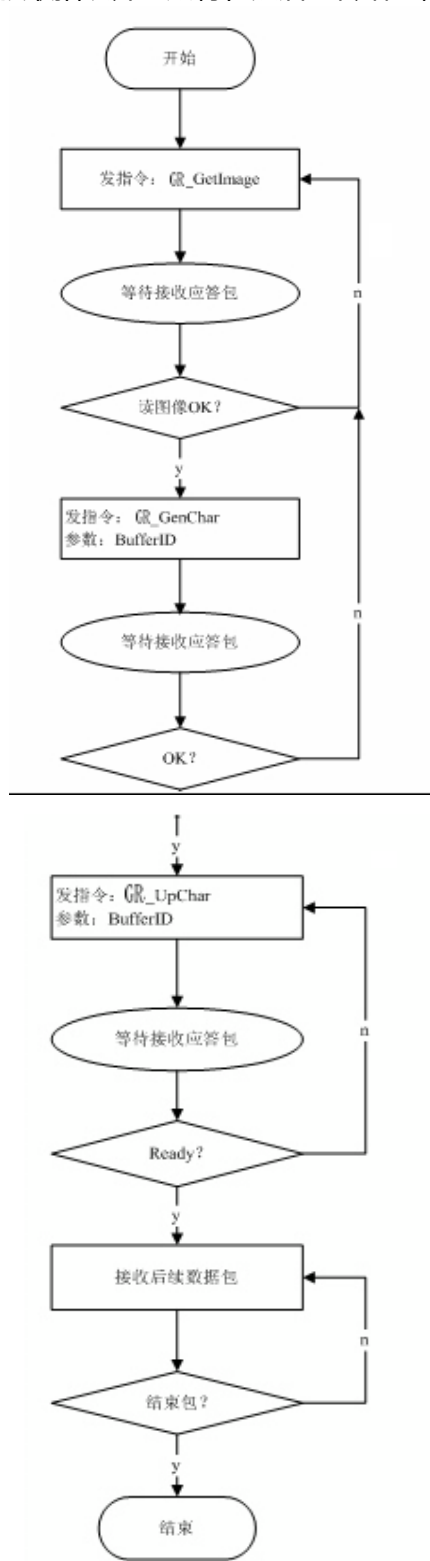 开始
发指令：GR_GetImage
n
等待接收应答包
读图像OK？
y
发指令：GR_GenChar
参数：BufferID
n
等待接收应答包
OK？
y
发指令：GR_UpChar
参数：BufferID
n
等待接收应答包
Ready？
y
接收后续数据包
n
结束包？
y
结束